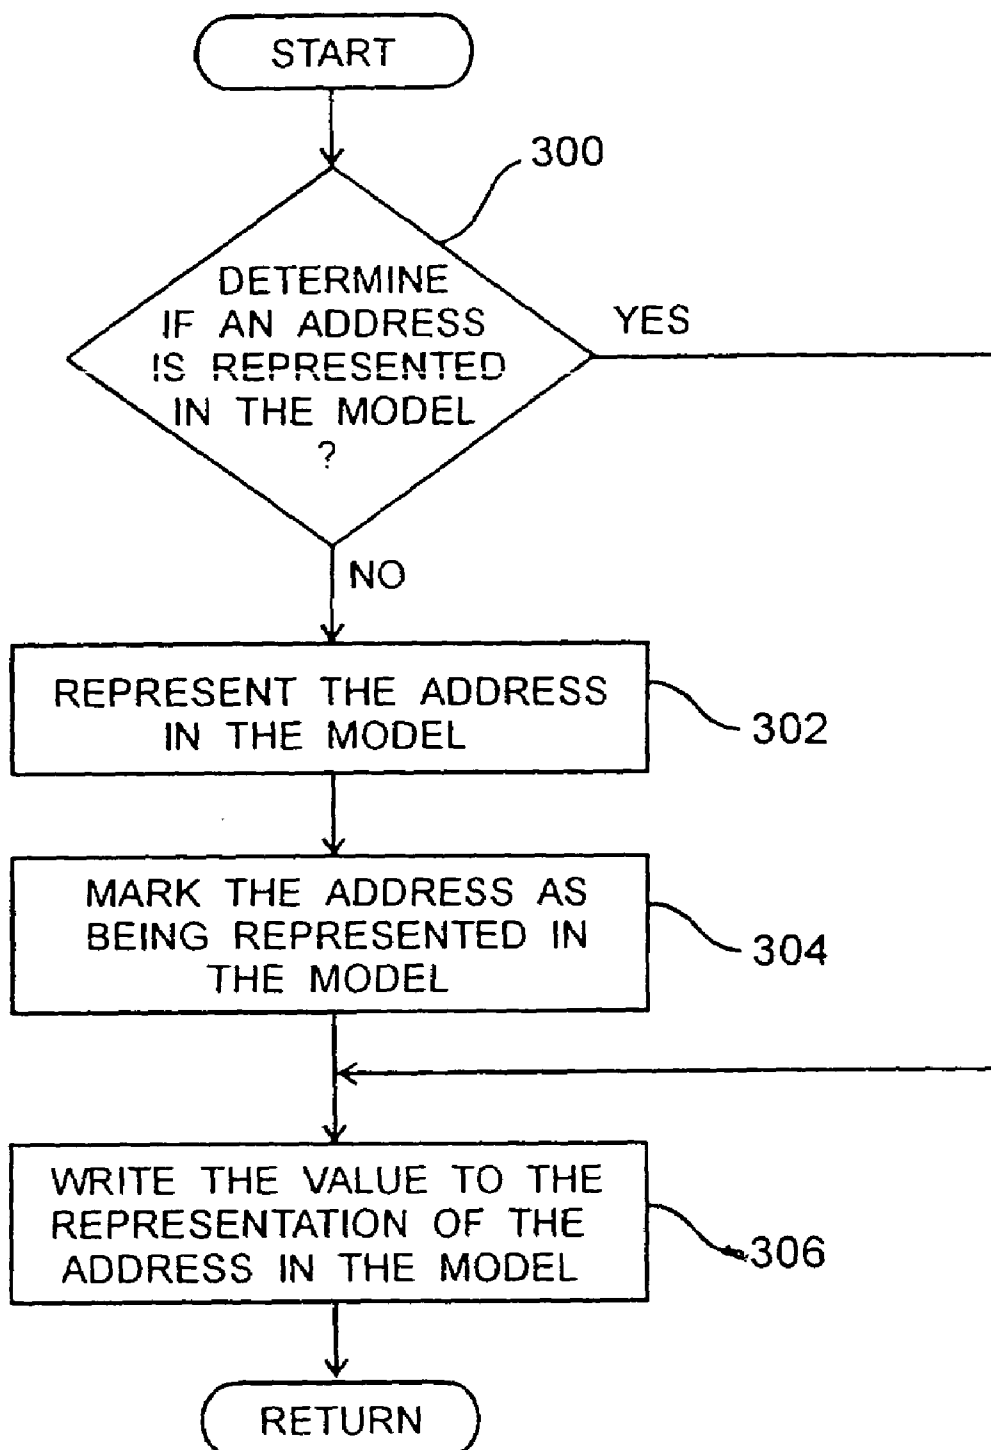 START
300
DETERMINE
IF AN ADDRESS
IS REPRESENTED
IN THE MODEL
?
YES
NO
REPRESENT THE ADDRESS
IN THE MODEL
302
MARK THE ADDRESS AS
BEING REPRESENTED IN
THE MODEL
304
WRITE THE VALUE TO THE
REPRESENTATION OF THE
ADDRESS IN THE MODEL
306
RETURN